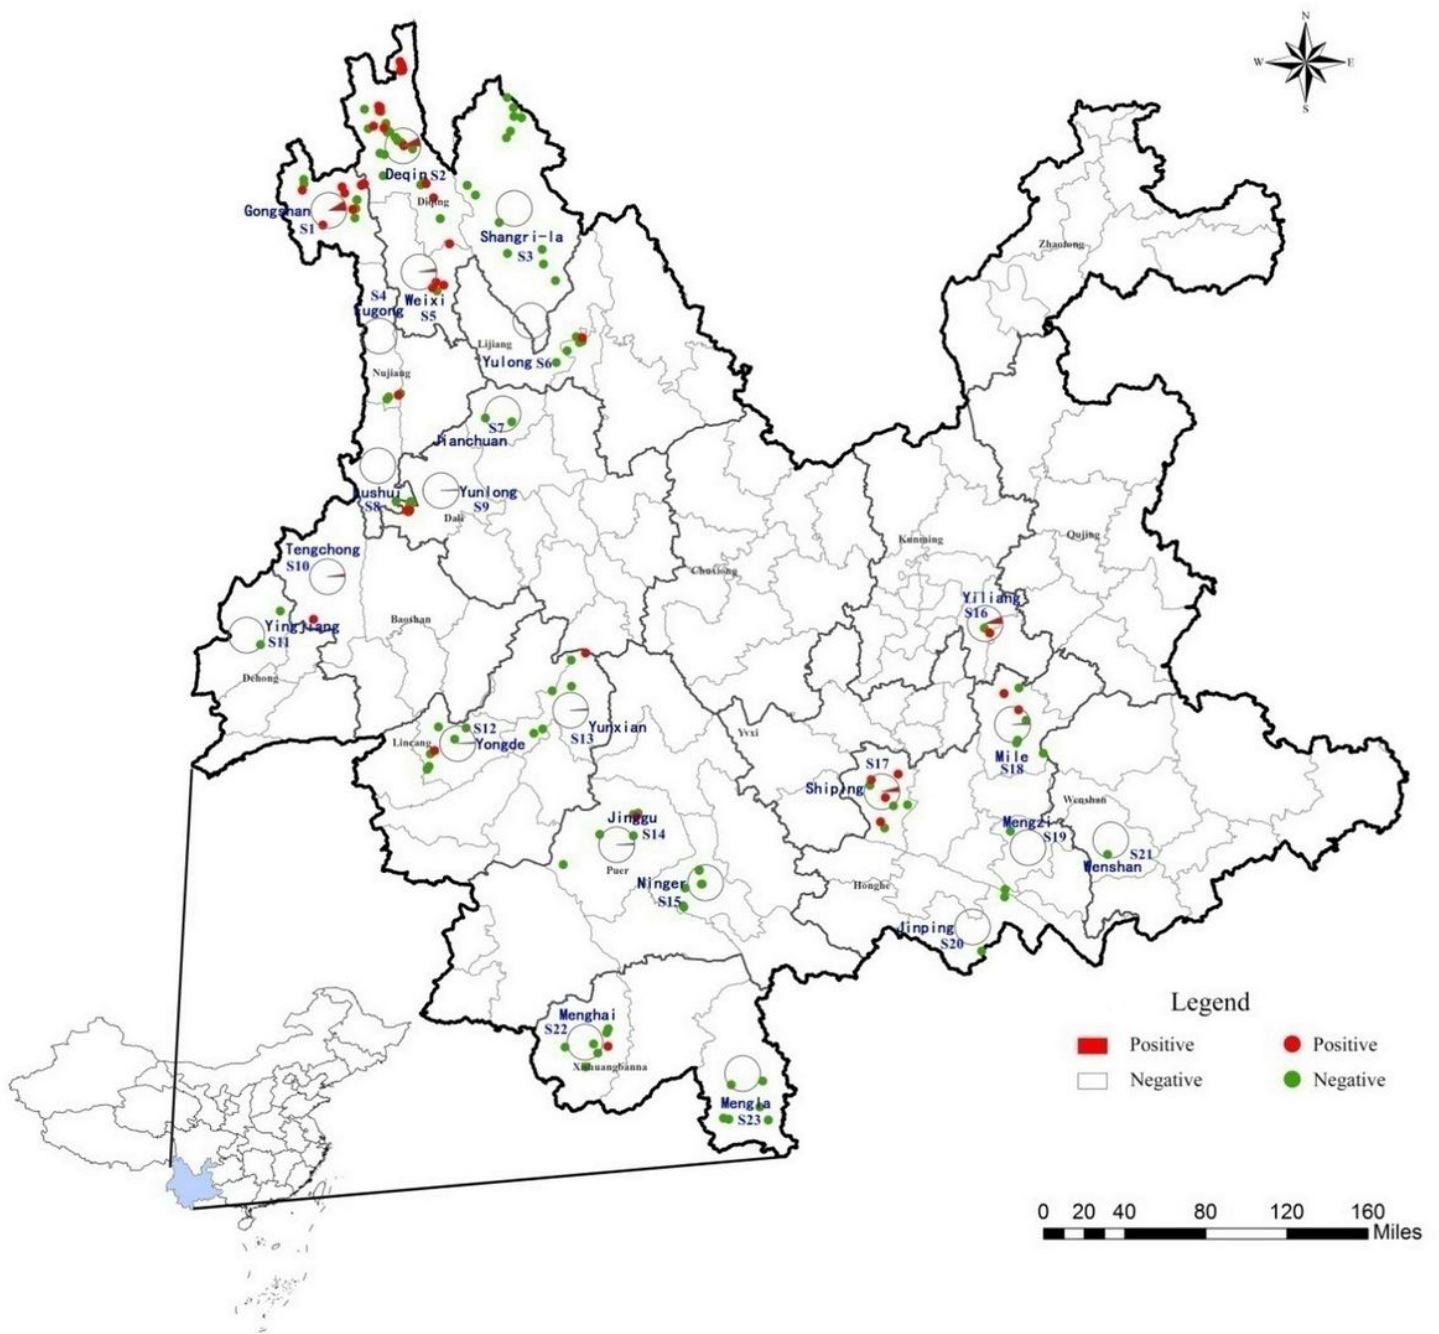 N
W
E
S
Zhaotong
Deqin S2
Diqing
Gongshan
S1
Shangri-la
S3
S4
Fugong
Weixi
S5
Lijiang
Yulong S6
Nujiang
S7
Jianchuan
Lushui
S8
Yunlong
S9
Dali
Kunming
Qujing
Tengchong
S10
Chuxiong
Yiliang
S16
Baoshan
Yingjiang
S11
Dehong
S12
Yongde
Lincang
Yunxian
S13
Yvxi
Mile
S18
S17
Shiping
Wenshan
Jinggu
S14
Mengzi
S19
S21
Wenshan
Puer
Ninger
S15
Honghe
Jinping
S20
Menghai
S22
Xishuangbanna
Mengla
S23
Legend
Positive Positive
Negative Negative
0 20 40 80 120 160
Miles